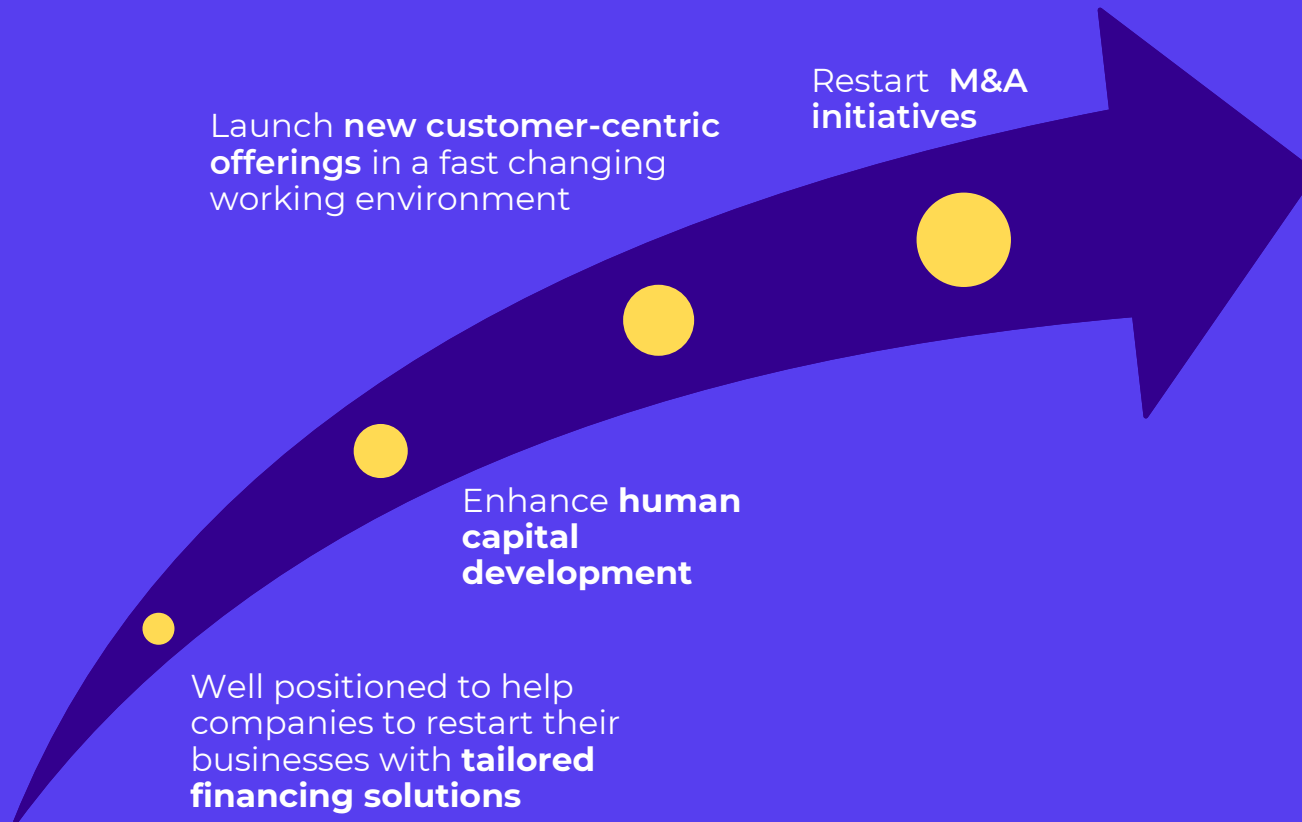 Restart M&A
initiatives
Launch new customer-centric
offerings in a fast changing
working environment
Enhance human
capital
development
Well positioned to help
companies to restart their
businesses with tailored
financing solutions